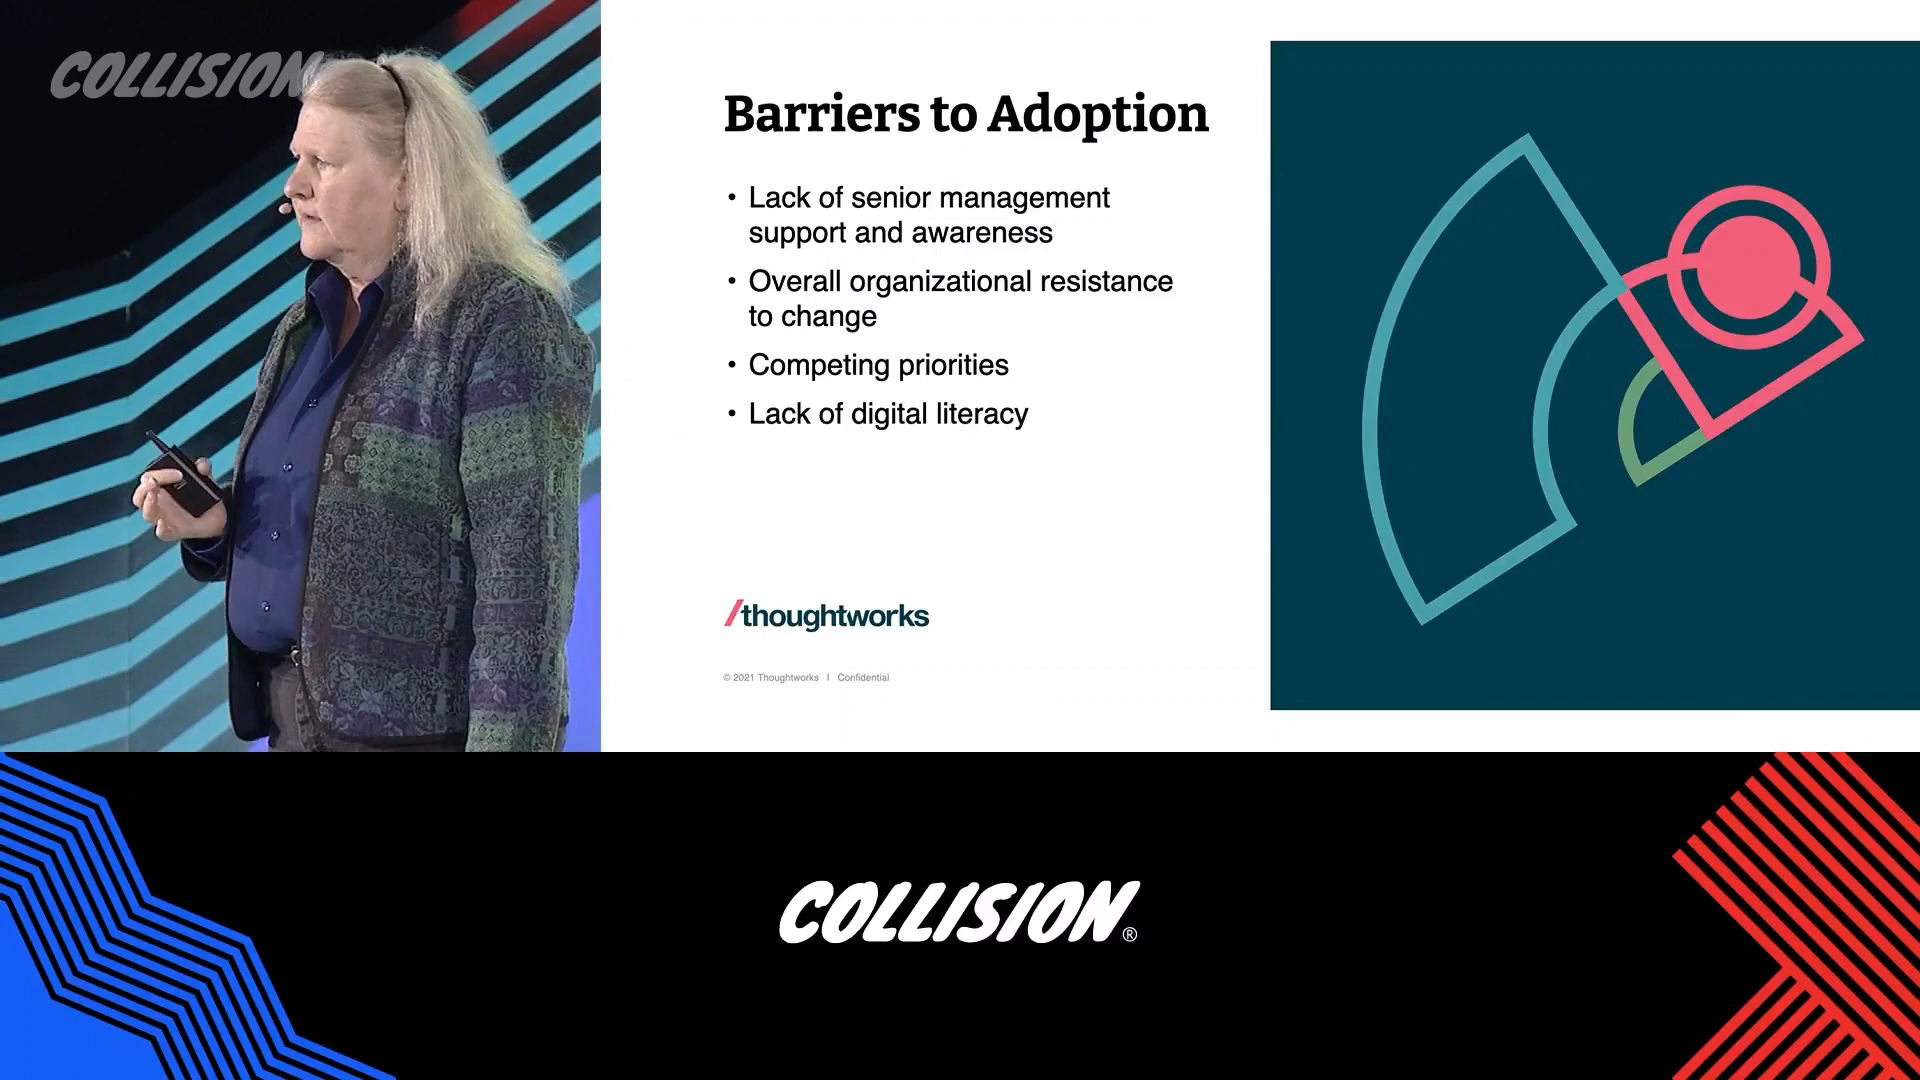 COLLISION
Barriers to Adoption
• Lack of senior management
support and awareness
• Overall organizational resistance
to change
• Competing priorities
• Lack of digital literacy
/thoughtworks
© 2021 Thoughtworks | Confidential
COLLISION®